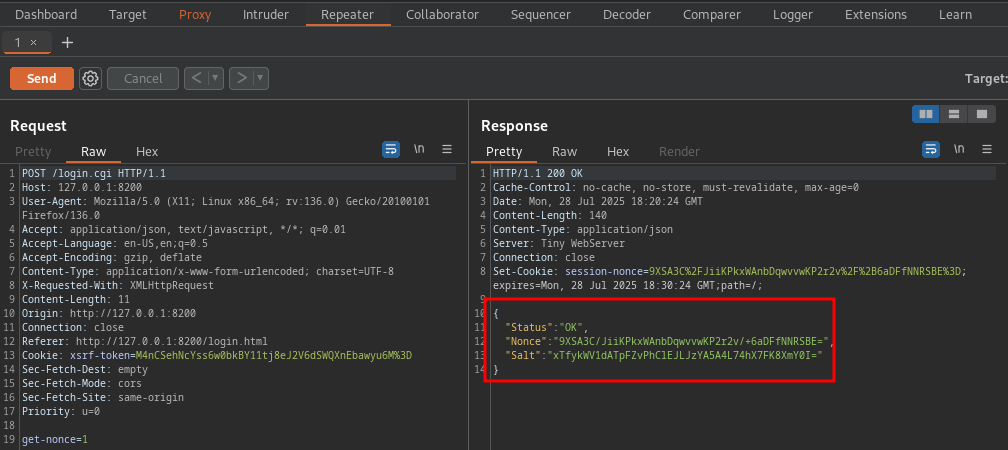 Dashboard Target Proxy Intruder Repeater Collaborator Sequencer Decoder Comparer Logger Extensions Learn
1 × +
Send Cancel < > Target:
Request
Pretty Raw Hex \n
1 POST /login.cgi HTTP/1.1
2 Host: 127.0.0.1:8200
3 User-Agent: Mozilla/5.0 (X11; Linux x86_64; rv:136.0) Gecko/20100101
Firefox/136.0
4 Accept: application/json, text/javascript, */*; q=0.01
5 Accept-Language: en-US,en;q=0.5
6 Accept-Encoding: gzip, deflate
7 Content-Type: application/x-www-form-urlencoded; charset=UTF-8
8 X-Requested-With: XMLHttpRequest
9 Content-Length: 11
10 Origin: http://127.0.0.1:8200
11 Connection: close
12 Referer: http://127.0.0.1:8200/login.html
13 Cookie: xsrf-token=M4nCSehNcYss6w0bkBY11tj8eJ2V6dSWQXnEbawyu6M%3D
14 Sec-Fetch-Dest: empty
15 Sec-Fetch-Mode: cors
16 Sec-Fetch-Site: same-origin
17 Priority: u=0
18
19 get-nonce=1
Response
Pretty Raw Hex Render \n
1 HTTP/1.1 200 OK
2 Cache-Control: no-cache, no-store, must-revalidate, max-age=0
3 Date: Mon, 28 Jul 2025 18:20:24 GMT
4 Content-Length: 140
5 Content-Type: application/json
6 Server: Tiny WebServer
7 Connection: close
8 Set-Cookie: session-nonce=9XSA3C%2FJiiKPkxWAnbDqwvvwKP2r2v%2F%2B6aDFfNNRSBE%3D;
expires=Mon, 28 Jul 2025 18:30:24 GMT;path=/;
9
10 {
11 "Status":"OK",
12 "Nonce":"9XSA3C/JiiKPkxWAnbDqwvvwKP2r2v/+6aDFfNNRSBE=",
13 "Salt":"xTfykWV1dATpFZvPhC1EJLJzYA5A4L74hX7FK8XmY0I="
14 }